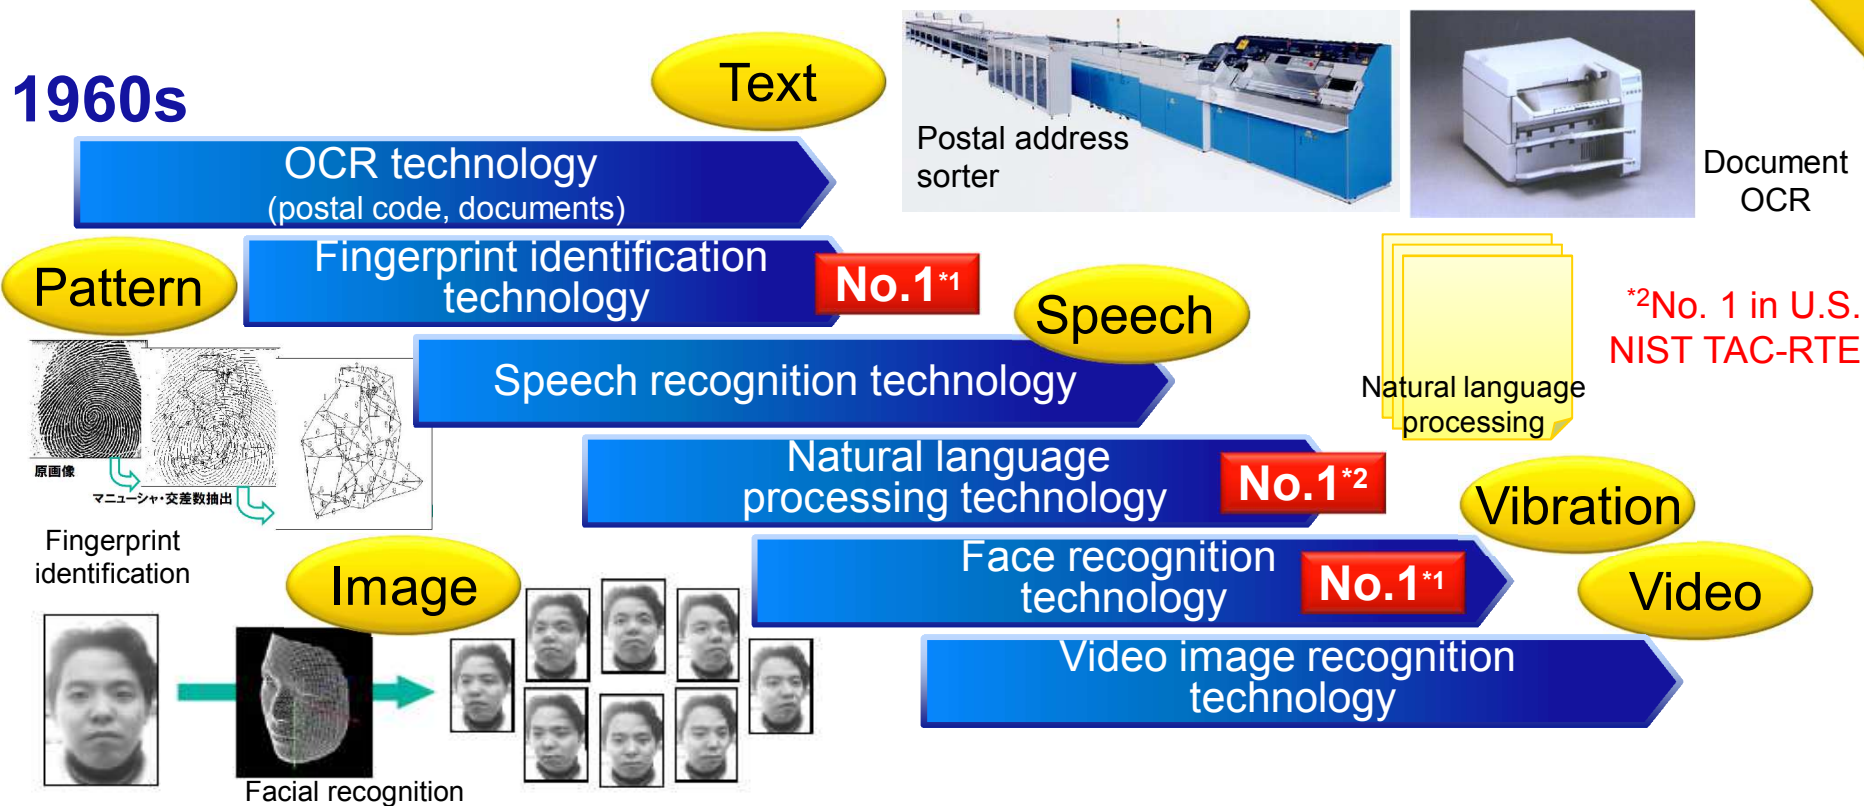 1960s
Text
Postal address
sorter
Document
OCR
OCR technology
(postal code, documents)
Pattern
Fingerprint identification
technology
No.1*1
Speech
*2No. 1 in U.S.
NIST TAC-RTE
Speech recognition technology
Natural language
processing
原画像
マニューシャ・交差数抽出
Natural language
processing technology
No.1*2
Vibration
Fingerprint
identification
Image
Face recognition
technology
No.1*1
Video
Video image recognition
technology
Facial recognition